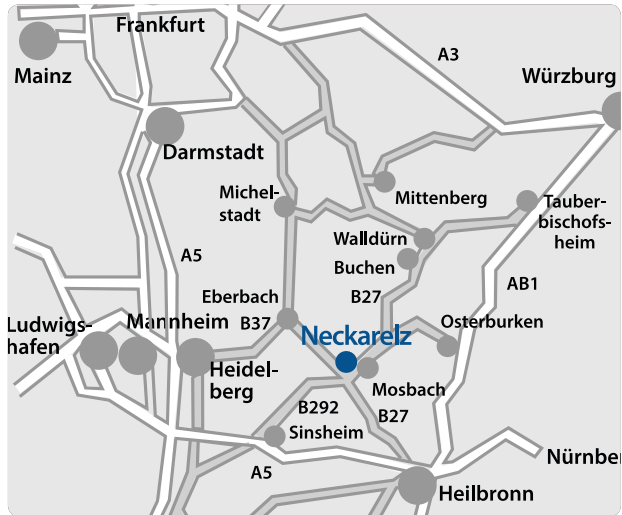 Frankfurt
A3
Mainz
Würzburg
Darmstadt
Michel-
stadt
Mittenberg
Tauber-
bischofs-
heim
Walldürn
Buchen
A5
AB1
B27
Eberbach
B37
Ludwigs-
hafen
Mannheim
Neckarelz
Osterburken
Heidel-
berg
Mosbach
B292
B27
Sinsheim
A5
Nürnber
Heilbronn